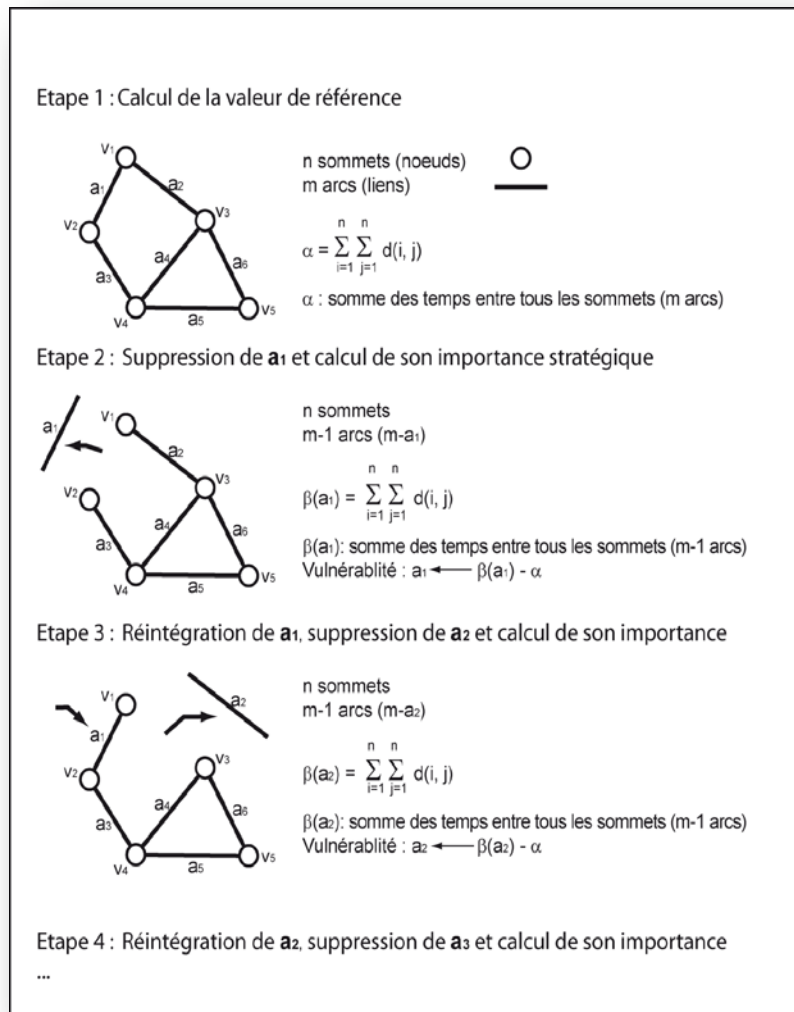 Etape 1 : Calcul de la valeur de référence
v1
a1
a2
v2
v3
a3
a4
a6
v4
a5
v5
n sommets (noeuds)
m arcs (liens)
n n
α = Σ Σ d(i, j)
i=1 j=1
α : somme des temps entre tous les sommets (m arcs)
Etape 2 : Suppression de a1 et calcul de son importance stratégique
a1
v1
a2
v2
v3
a3
a4
a6
v4
a5
v5
n sommets
m-1 arcs (m-a1)
n n
β(a1) = Σ Σ d(i, j)
i=1 j=1
β(a1): somme des temps entre tous les sommets (m-1 arcs)
Vulnérablité : a1 ← β(a1) - α
Etape 3 : Réintégration de a1, suppression de a2 et calcul de son importance
v1
a1
a2
v2
v3
a3
a4
a6
v4
a5
v5
n sommets
m-1 arcs (m-a2)
n n
β(a2) = Σ Σ d(i, j)
i=1 j=1
β(a2): somme des temps entre tous les sommets (m-1 arcs)
Vulnérablité : a2 ← β(a2) - α
Etape 4 : Réintégration de a2, suppression de a3 et calcul de son importance
...